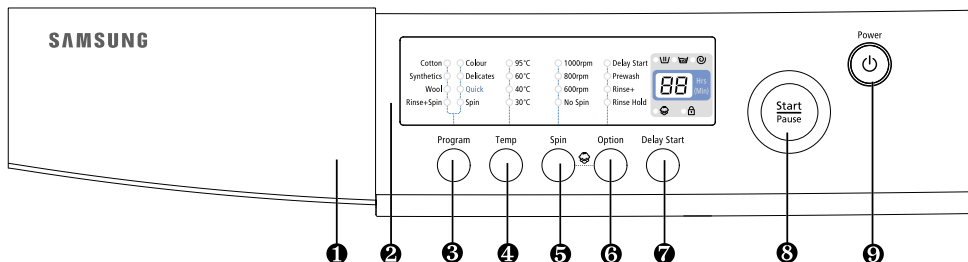 SAMSUNG
Power
Cotton Colour 95°C 1000rpm Delay Start
Synthetics Delicates 60°C 800rpm Prewash
Wool Quick 40°C 600rpm Rinse+
Rinse+Spin Spin 30°C No Spin Rinse Hold
88 Hrs
(Min)
Start
Pause
Program Temp Spin Option Delay Start
1 2 3 4 5 6 7 8 9